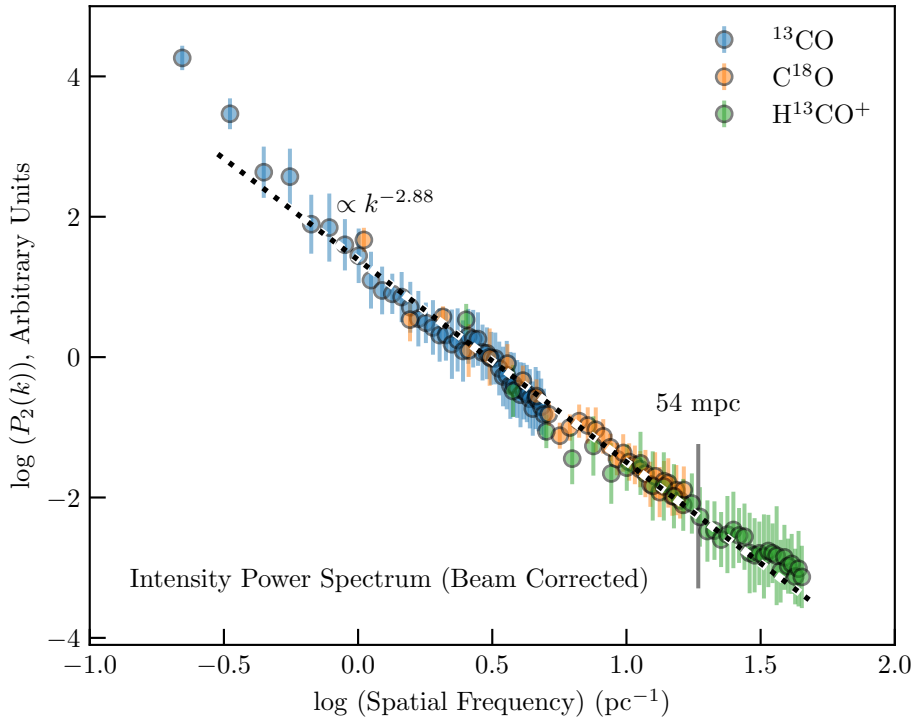 ¹³CO
C¹⁸O
H¹³CO⁺
∝ k⁻²·⁸⁸
54 mpc
Intensity Power Spectrum (Beam Corrected)
log (P₂(k)), Arbitrary Units
4
2
0
−2
−4
−1.0 −0.5 0.0 0.5 1.0 1.5 2.0
log (Spatial Frequency) (pc⁻¹)